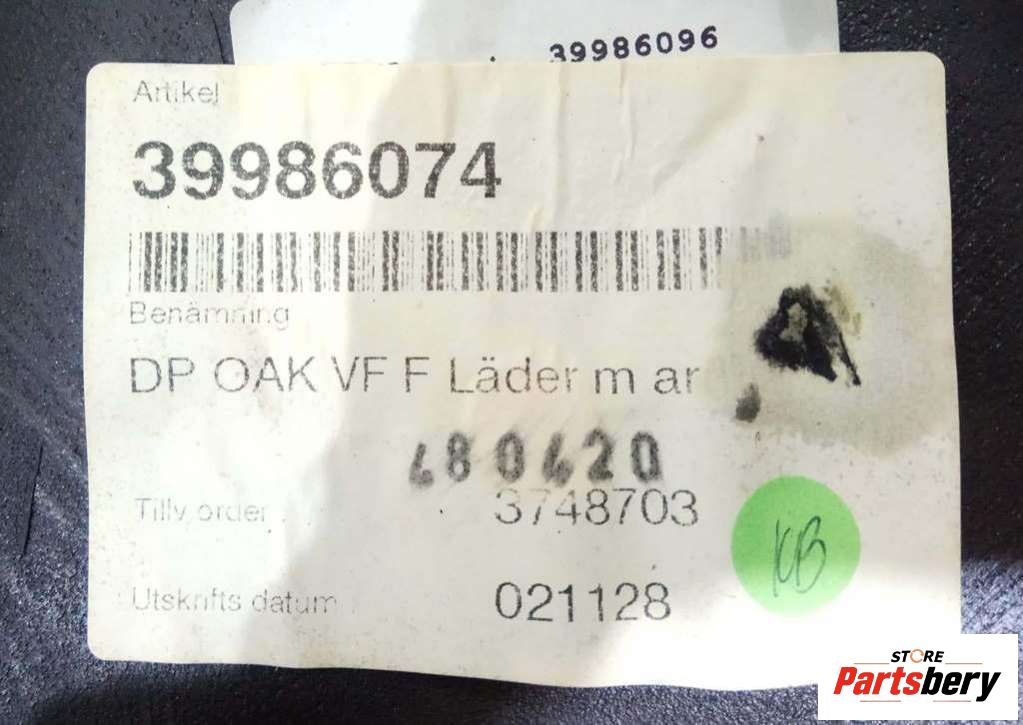 39986096
Artikel
39986074
Benämning
DP OAK VF F Läder m ar
480420
Tillv order 3748703
KB
Utskrifts datum 021128
STORE
Partsbery